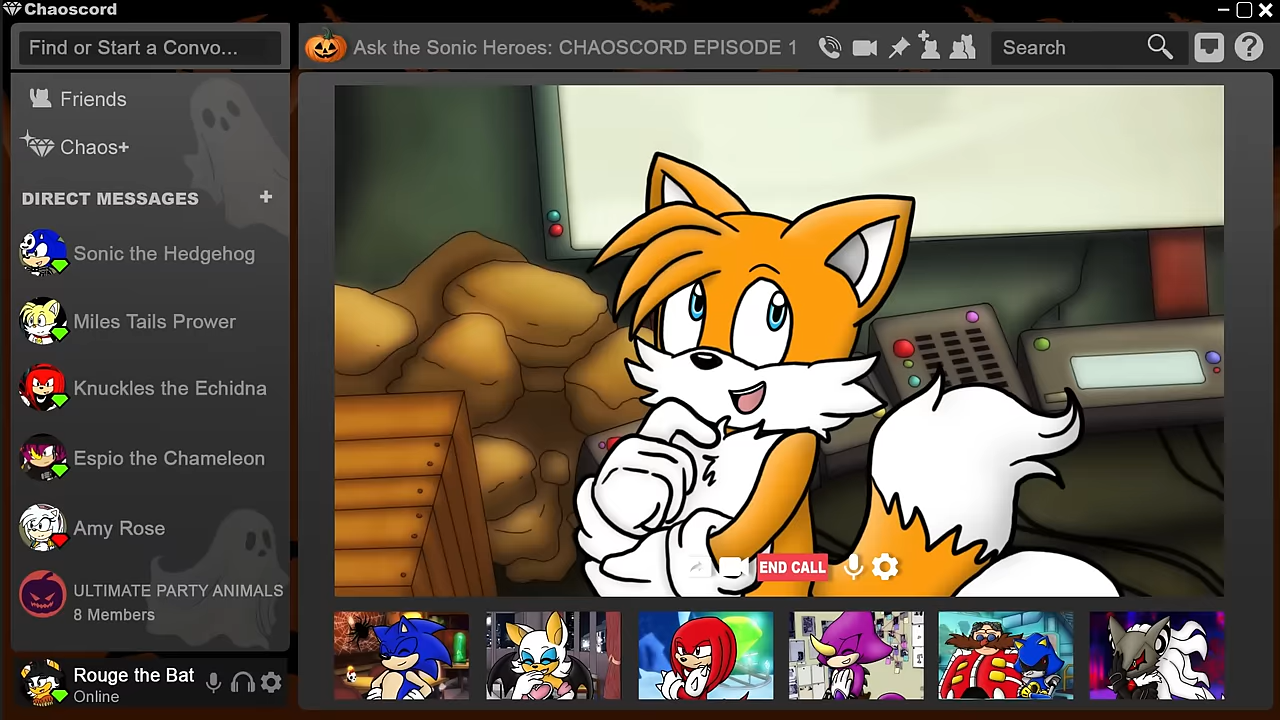 Chaoscord
Find or Start a Convo...
Ask the Sonic Heroes: CHAOSCORD EPISODE 1
Search
Friends
Chaos+
DIRECT MESSAGES
Sonic the Hedgehog
Miles Tails Prower
Knuckles the Echidna
Espio the Chameleon
Amy Rose
ULTIMATE PARTY ANIMALS
8 Members
Rouge the Bat
Online
END CALL